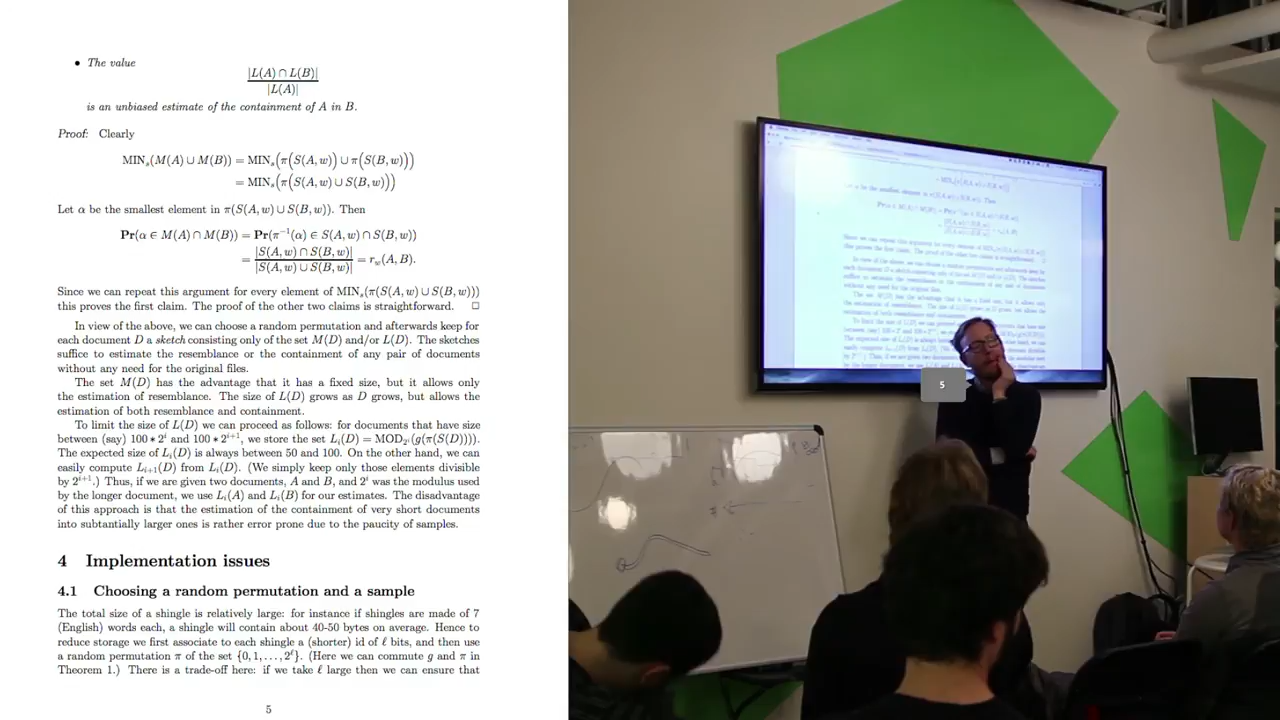 • The value
|L(A) ∩ L(B)|
|L(A)|
is an unbiased estimate of the containment of A in B.
Proof: Clearly
MINₛ(M(A) ∪ M(B)) = MINₛ(π(S(A, w)) ∪ π(S(B, w)))
= MINₛ(π(S(A, w) ∪ S(B, w)))
Let α be the smallest element in π(S(A, w) ∪ S(B, w)). Then
Pr(α ∈ M(A) ∩ M(B)) = Pr(π⁻¹(α) ∈ S(A, w) ∩ S(B, w))
= |S(A, w) ∩ S(B, w)| / |S(A, w) ∪ S(B, w)| = r_w(A, B).
Since we can repeat this argument for every element of MINₛ(π(S(A, w) ∪ S(B, w)))
this proves the first claim. The proof of the other two claims is straightforward. □
In view of the above, we can choose a random permutation and afterwards keep for
each document D a sketch consisting only of the set M(D) and/or L(D). The sketches
suffice to estimate the resemblance or the containment of any pair of documents
without any need for the original files.
The set M(D) has the advantage that it has a fixed size, but it allows only
the estimation of resemblance. The size of L(D) grows as D grows, but allows the
estimation of both resemblance and containment.
To limit the size of L(D) we can proceed as follows: for documents that have size
between (say) 100 ∗ 2ⁱ and 100 ∗ 2ⁱ⁺¹, we store the set Lᵢ(D) = MOD₂ⁱ(g(π(S(D)))).
The expected size of Lᵢ(D) is always between 50 and 100. On the other hand, we can
easily compute Lᵢ₊₁(D) from Lᵢ(D). (We simply keep only those elements divisible
by 2ⁱ⁺¹.) Thus, if we are given two documents, A and B, and 2ⁱ was the modulus used
by the longer document, we use Lᵢ(A) and Lᵢ(B) for our estimates. The disadvantage
of this approach is that the estimation of the containment of very short documents
into subtantially larger ones is rather error prone due to the paucity of samples.
4 Implementation issues
4.1 Choosing a random permutation and a sample
The total size of a shingle is relatively large: for instance if shingles are made of 7
(English) words each, a shingle will contain about 40-50 bytes on average. Hence to
reduce storage we first associate to each shingle a (shorter) id of ℓ bits, and then use
a random permutation π of the set {0, 1, . . . , 2^ℓ}. (Here we can commute g and π in
Theorem 1.) There is a trade-off here: if we take ℓ large then we can ensure that
5
5